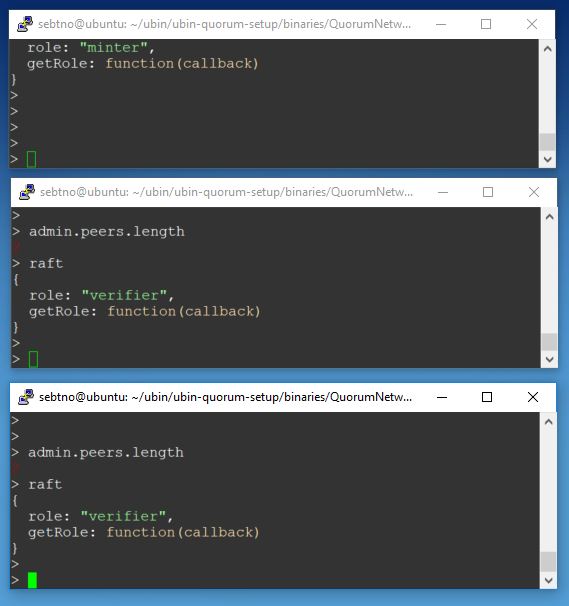 sebtno@ubuntu: ~/ubin/ubin-quorum-setup/binaries/QuorumNetw...
role: "minter",
getRole: function(callback)
}
>
>
>
>
>
sebtno@ubuntu: ~/ubin/ubin-quorum-setup/binaries/QuorumNetw...
>
> admin.peers.length
> raft
{
role: "verifier",
getRole: function(callback)
}
>
>
sebtno@ubuntu: ~/ubin/ubin-quorum-setup/binaries/QuorumNetw...
>
>
> admin.peers.length
> raft
{
role: "verifier",
getRole: function(callback)
}
>
>